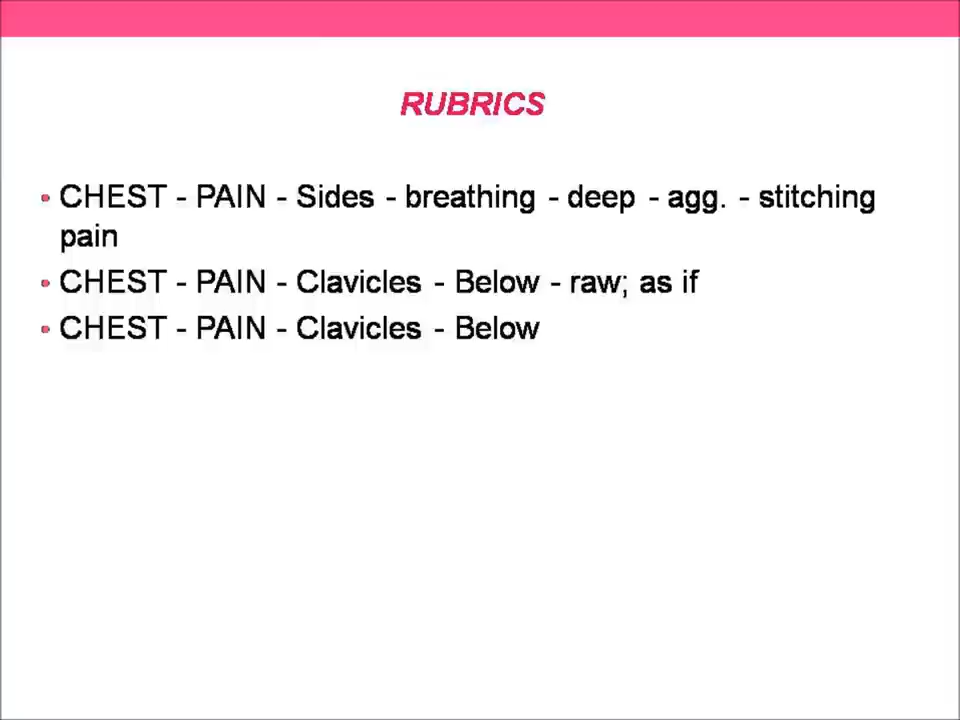 RUBRICS
• CHEST - PAIN - Sides - breathing - deep - agg. - stitching
pain
• CHEST - PAIN - Clavicles - Below - raw; as if
• CHEST - PAIN - Clavicles - Below